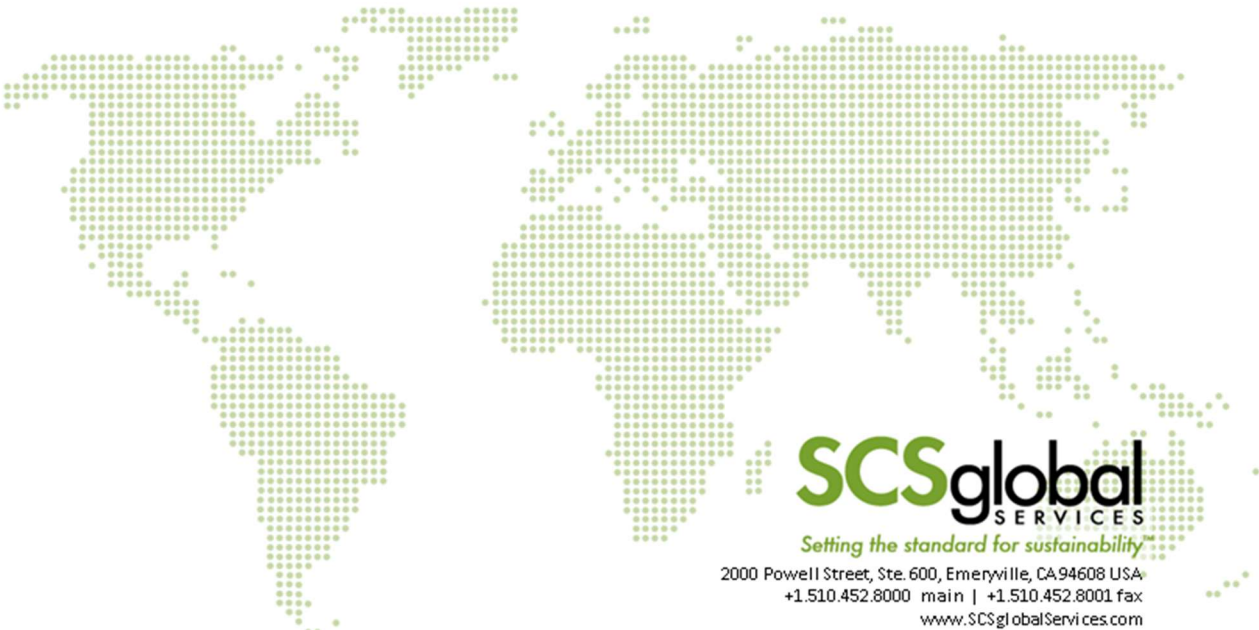 SCSglobal
SERVICES
Setting the standard for sustainability™
2000 Powell Street, Ste. 600, Emeryville, CA 94608 USA
+1.510.452.8000 main | +1.510.452.8001 fax
www.SCSglobalServices.com